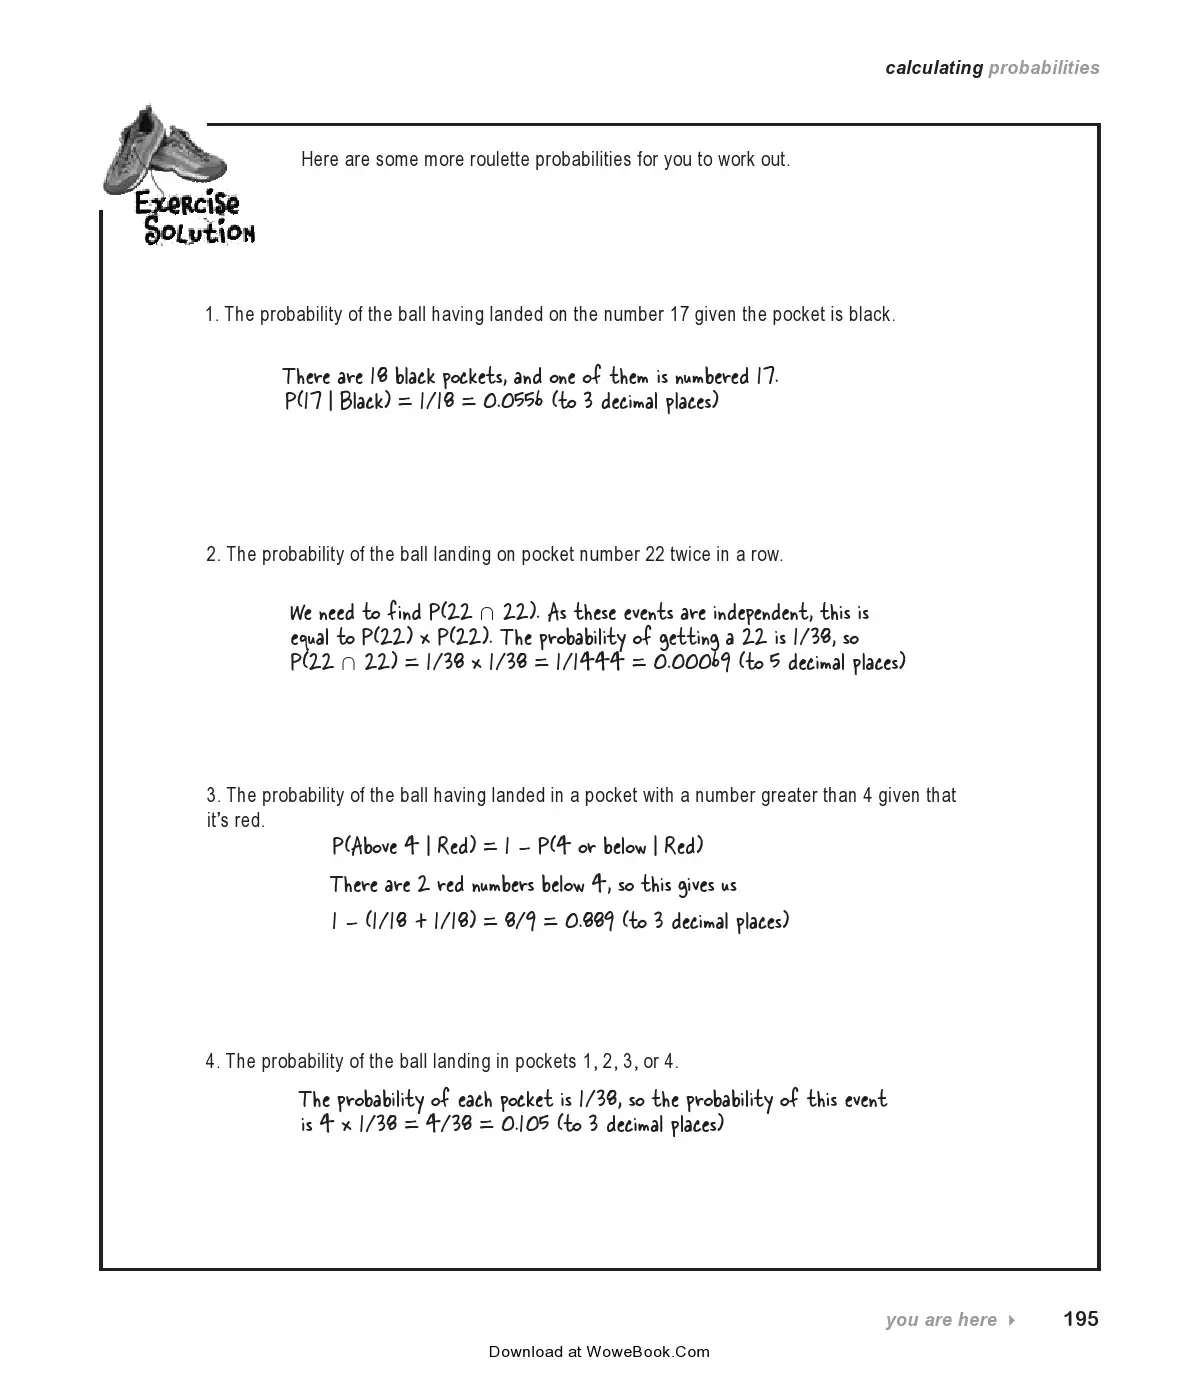 calculating probabilities
Here are some more roulette probabilities for you to work out.
Exercise
Solution
1. The probability of the ball having landed on the number 17 given the pocket is black.
There are 18 black pockets, and one of them is numbered 17.
P(17 | Black) = 1/18 = 0.0556 (to 3 decimal places)
2. The probability of the ball landing on pocket number 22 twice in a row.
We need to find P(22 ∩ 22). As these events are independent, this is
equal to P(22) x P(22). The probability of getting a 22 is 1/38, so
P(22 ∩ 22) = 1/38 x 1/38 = 1/1444 = 0.00069 (to 5 decimal places)
3. The probability of the ball having landed in a pocket with a number greater than 4 given that
it's red.
P(Above 4 | Red) = 1 – P(4 or below | Red)
There are 2 red numbers below 4, so this gives us
1 – (1/18 + 1/18) = 8/9 = 0.889 (to 3 decimal places)
4. The probability of the ball landing in pockets 1, 2, 3, or 4.
The probability of each pocket is 1/38, so the probability of this event
is 4 x 1/38 = 4/38 = 0.105 (to 3 decimal places)
you are here ▸ 195
Download at WoweBook.Com